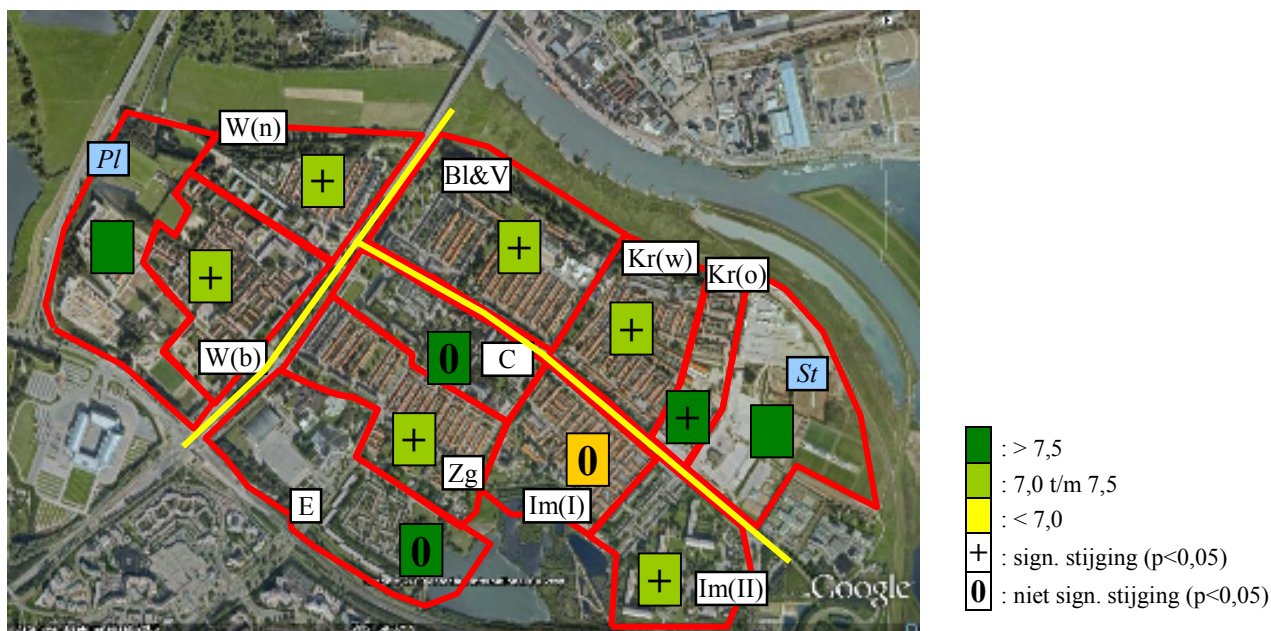 W(n)
Pl
+
Bl&V
+
Kr(w)
Kr(o)
+
+
W(b)
0
C
St
+
+
0
Zg
E
Im(I)
0
+
Im(II)
Google
: > 7,5
: 7,0 t/m 7,5
: < 7,0
+ : sign. stijging (p<0,05)
0 : niet sign. stijging (p<0,05)